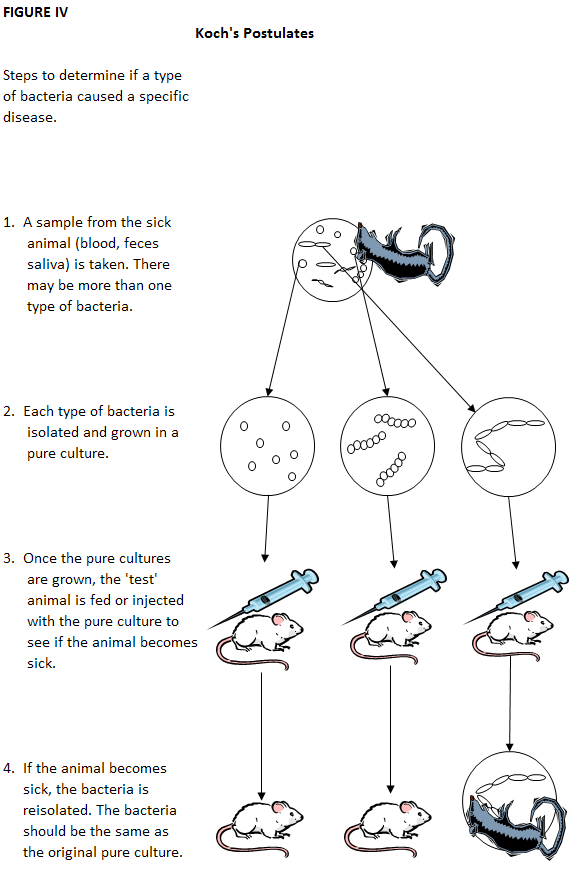 FIGURE IV
Koch's Postulates
Steps to determine if a type
of bacteria caused a specific
disease.
1. A sample from the sick
animal (blood, feces
saliva) is taken. There
may be more than one
type of bacteria.
2. Each type of bacteria is
isolated and grown in a
pure culture.
3. Once the pure cultures
are grown, the 'test'
animal is fed or injected
with the pure culture to
see if the animal becomes
sick.
4. If the animal becomes
sick, the bacteria is
reisolated. The bacteria
should be the same as
the original pure culture.